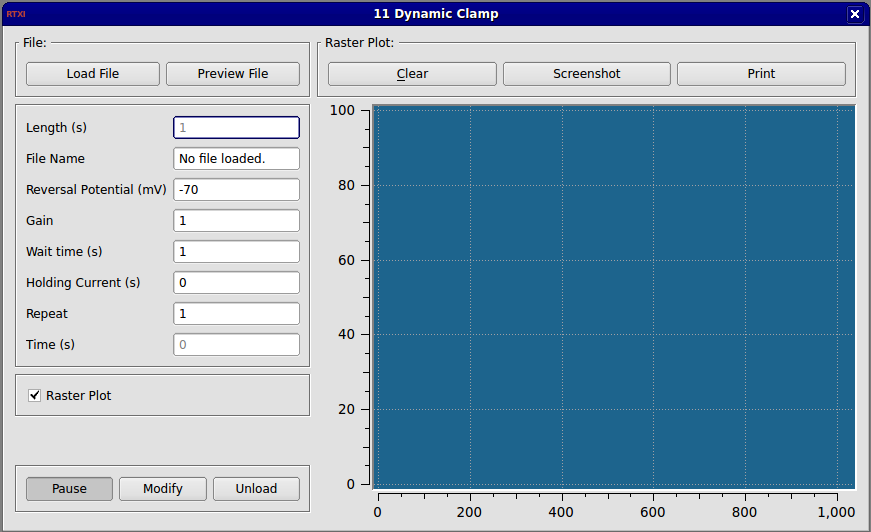 RTXI
11 Dynamic Clamp
File:
Load File
Preview File
Raster Plot:
Clear
Screenshot
Print
Length (s)
1
File Name
No file loaded.
Reversal Potential (mV)
-70
Gain
1
Wait time (s)
1
Holding Current (s)
0
Repeat
1
Time (s)
0
Raster Plot
Pause
Modify
Unload
100
80
60
40
20
0
0 200 400 600 800 1,000